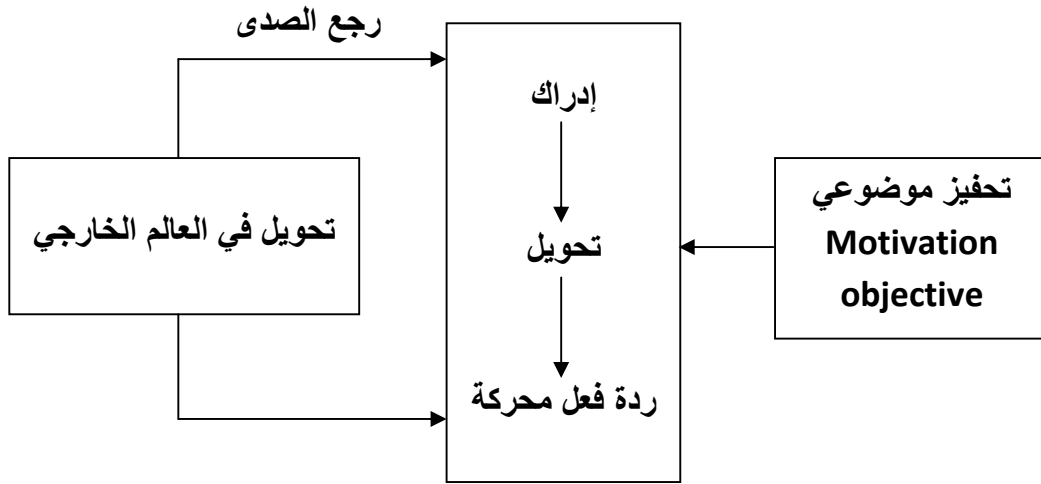 رجع الصدى
إدراك
تحويل
ردة فعل محركة
تحفيز موضوعي
Motivation
objective
تحويل في العالم الخارجي